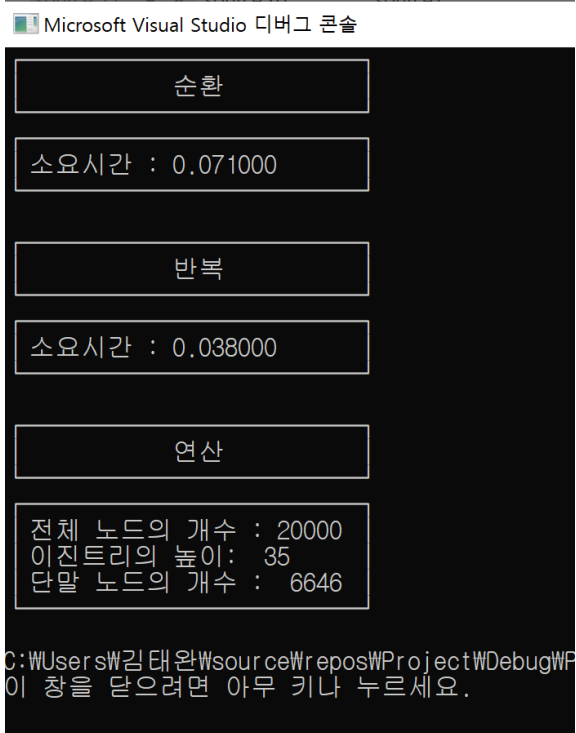 Microsoft Visual Studio 디버그 콘솔
순환
소요시간 : 0.071000
반복
소요시간 : 0.038000
연산
전체 노드의 개수 : 20000
이진트리의 높이: 35
단말 노드의 개수 : 6646
C:₩Users₩김태완₩source₩repos₩Project₩Debug₩P
이 창을 닫으려면 아무 키나 누르세요.